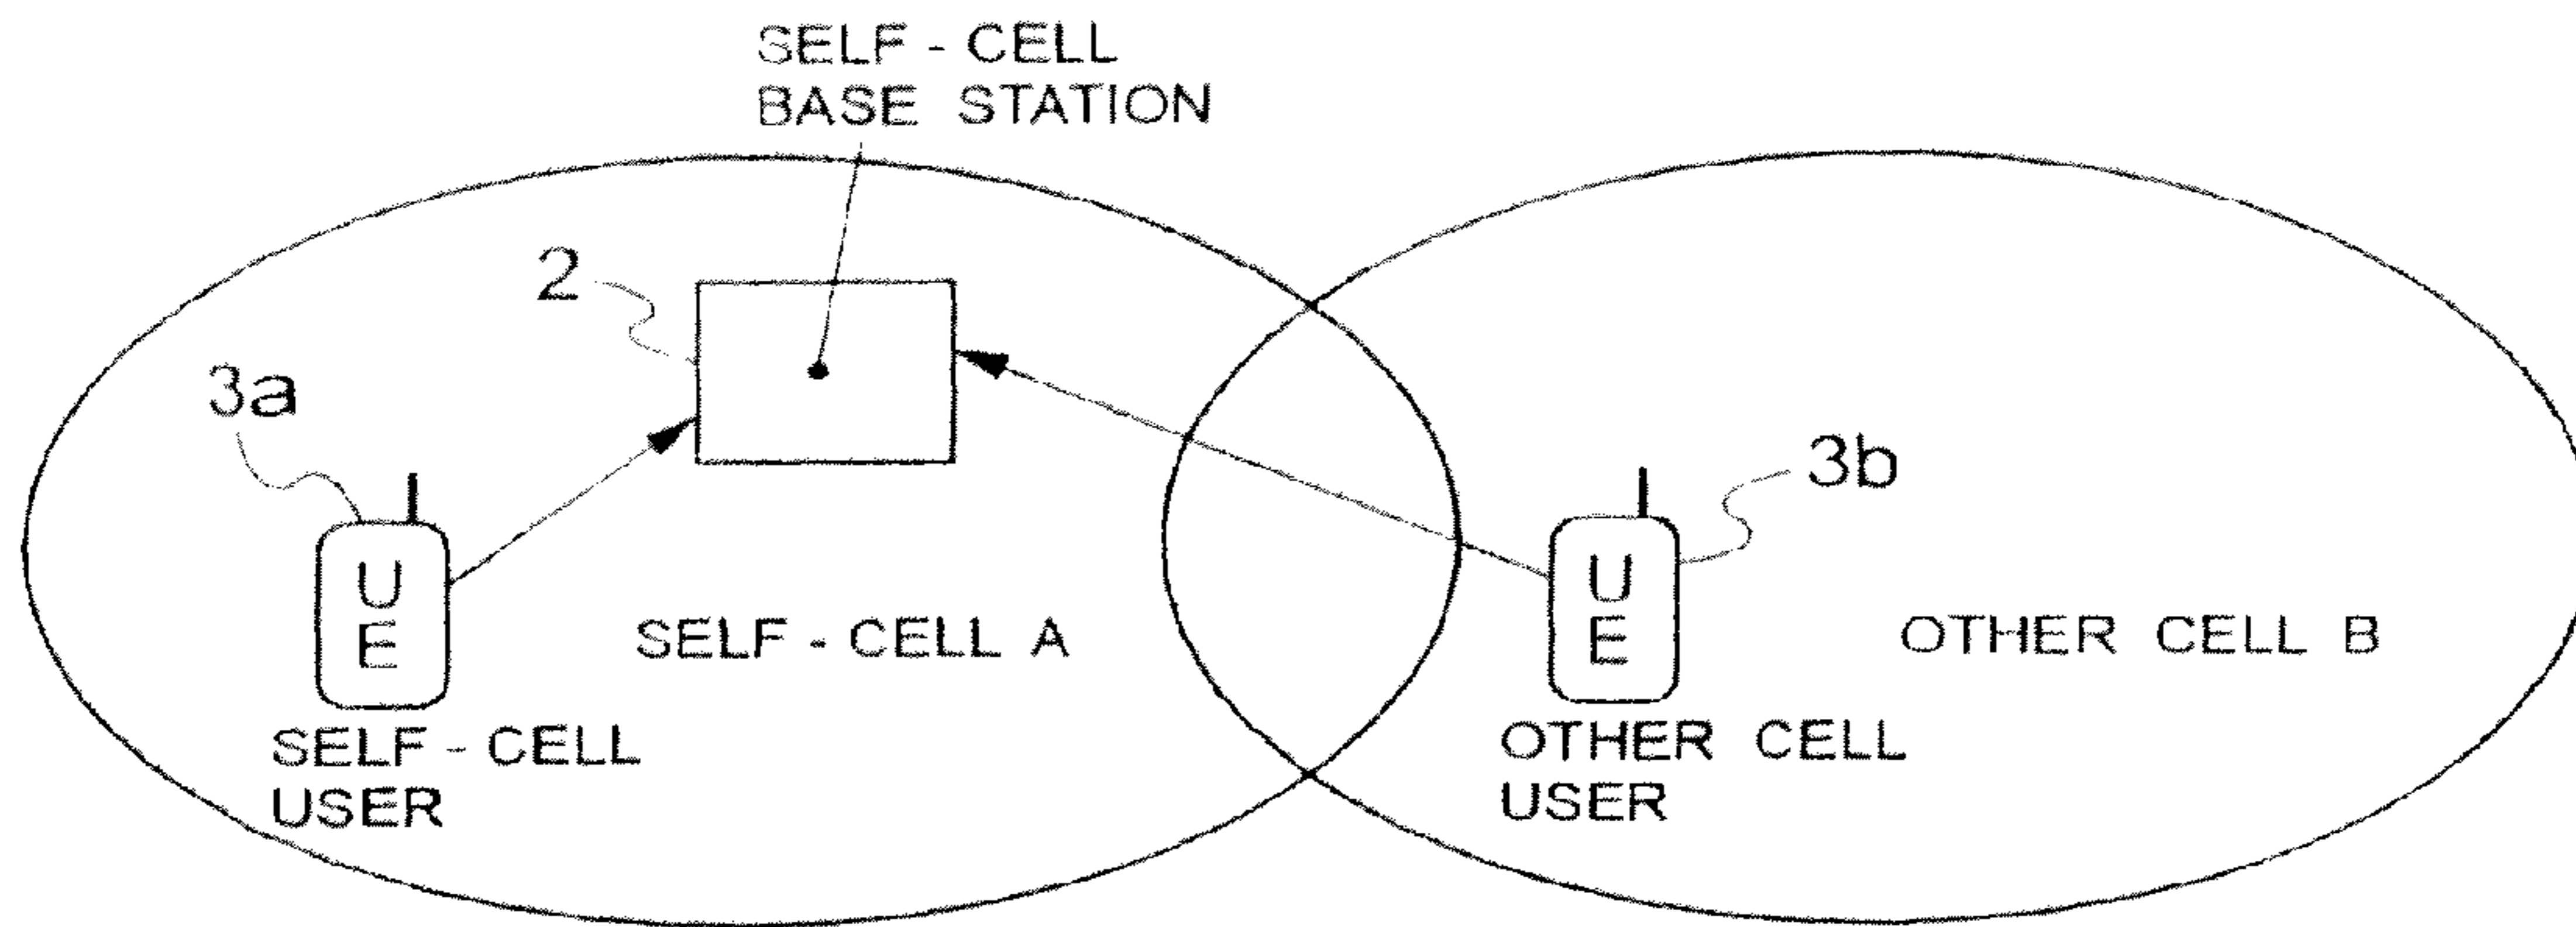 SELF - CELL
BASE STATION
2
3a
3b
U
E
U
E
SELF - CELL A
OTHER CELL B
SELF - CELL
USER
OTHER CELL
USER